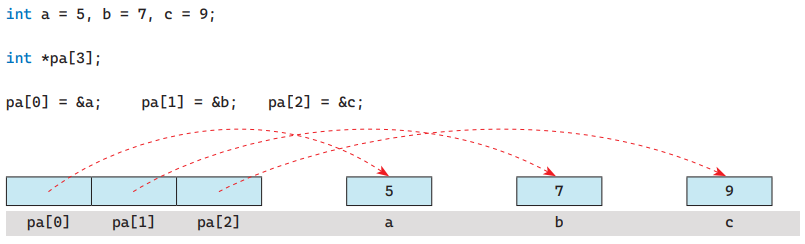 int a = 5, b = 7, c = 9;
int *pa[3];
pa[0] = &a; pa[1] = &b; pa[2] = &c;
5 7 9
pa[0] pa[1] pa[2] a b c